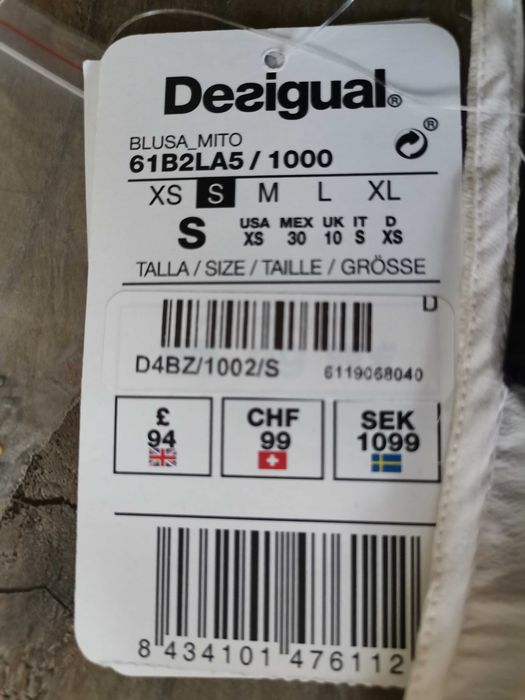 Desigual®
BLUSA_MITO
61B2LA5 / 1000
®
XS S M L XL
S USA MEX UK IT D
XS 30 10 S XS
TALLA / SIZE / TAILLE / GRÖSSE
D
D4BZ/1002/S 6119068040
£ CHF SEK
94 99 1099
8 434101 476112